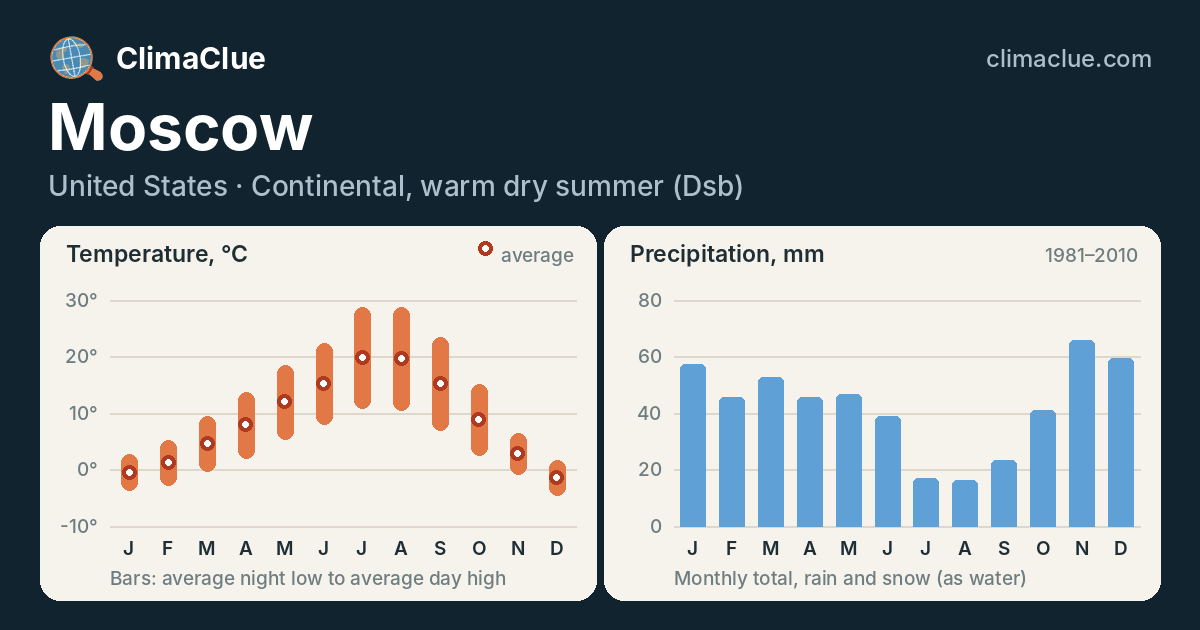 ClimaClue
climaclue.com
Moscow
United States · Continental, warm dry summer (Dsb)
Temperature, °C
average
30°
20°
10°
0°
-10°
J F M A M J J A S O N D
Bars: average night low to average day high
Precipitation, mm
1981–2010
80
60
40
20
0
J F M A M J J A S O N D
Monthly total, rain and snow (as water)